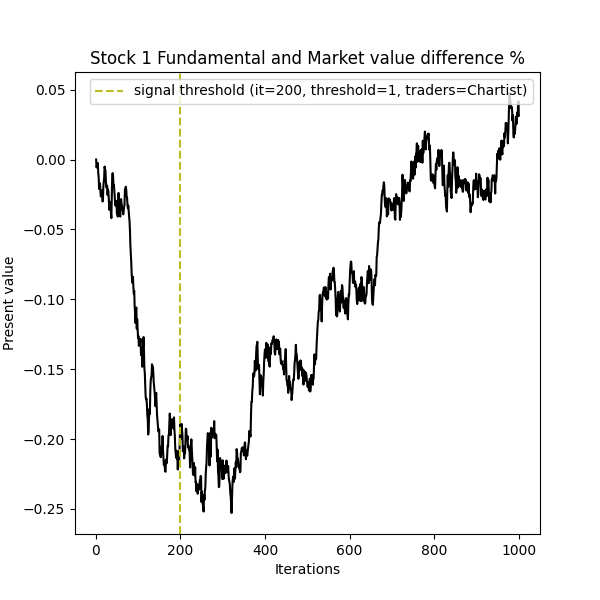 Stock 1 Fundamental and Market value difference %
signal threshold (it=200, threshold=1, traders=Chartist)
0.05
0.00
−0.05
−0.10
−0.15
−0.20
−0.25
Present value
0 200 400 600 800 1000
Iterations